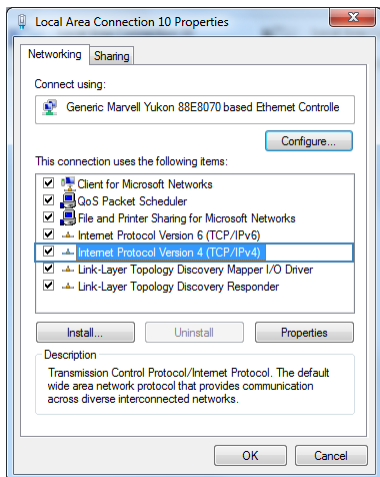 Local Area Connection 10 Properties
Networking
Sharing
Connect using:
Generic Marvell Yukon 88E8070 based Ethernet Controlle
Configure...
This connection uses the following items:
Client for Microsoft Networks
QoS Packet Scheduler
File and Printer Sharing for Microsoft Networks
Internet Protocol Version 6 (TCP/IPv6)
Internet Protocol Version 4 (TCP/IPv4)
Link-Layer Topology Discovery Mapper I/O Driver
Link-Layer Topology Discovery Responder
Install...
Uninstall
Properties
Description
Transmission Control Protocol/Internet Protocol. The default
wide area network protocol that provides communication
across diverse interconnected networks.
OK
Cancel